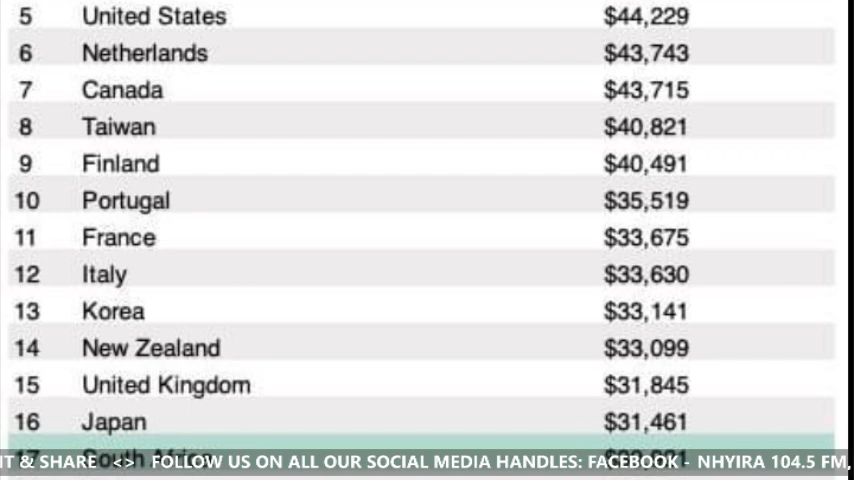 5 United States $44,229
6 Netherlands $43,743
7 Canada $43,715
8 Taiwan $40,821
9 Finland $40,491
10 Portugal $35,519
11 France $33,675
12 Italy $33,630
13 Korea $33,141
14 New Zealand $33,099
15 United Kingdom $31,845
16 Japan $31,461
17 South Africa
T & SHARE <> FOLLOW US ON ALL OUR SOCIAL MEDIA HANDLES: FACEBOOK - NHYIRA 104.5 FM,